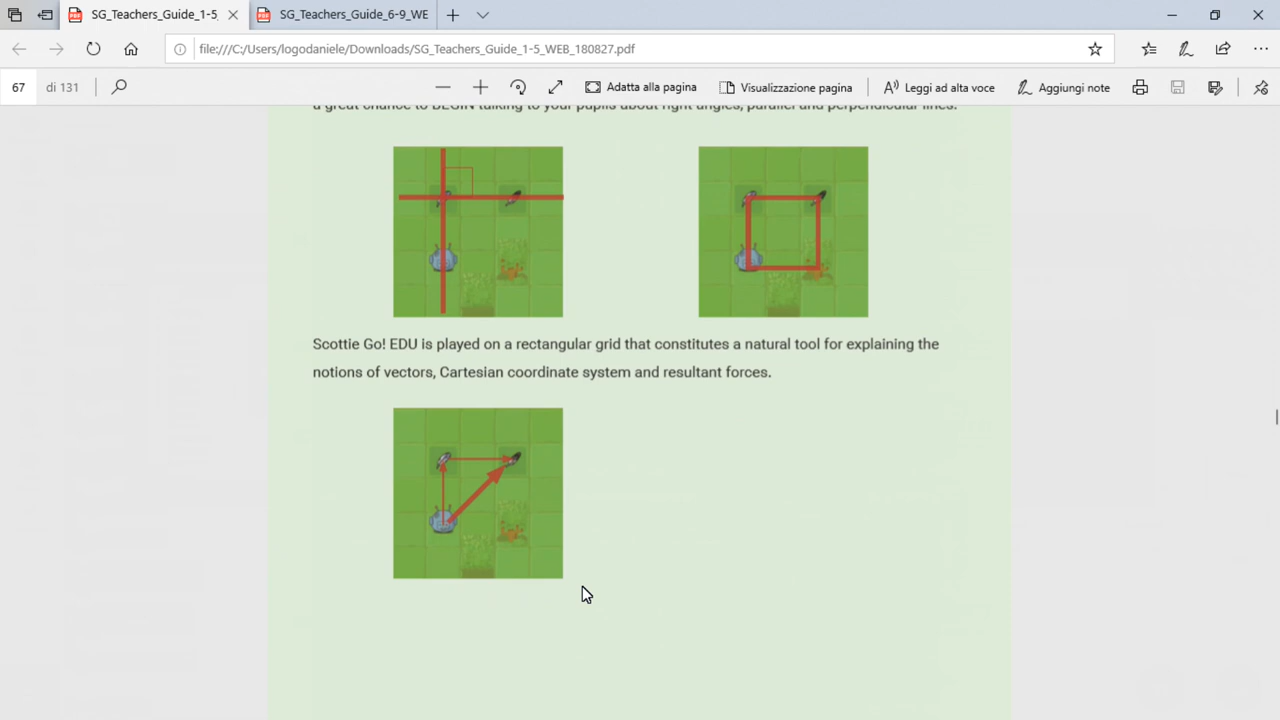 SG_Teachers_Guide_1-5_
SG_Teachers_Guide_6-9_WE
file:///C:/Users/logodaniele/Downloads/SG_Teachers_Guide_1-5_WEB_180827.pdf
67 di 131 Adatta alla pagina Visualizzazione pagina Leggi ad alta voce Aggiungi note
a great chance to BEGIN talking to your pupils about right angles, parallel and perpendicular lines.
Scottie Go! EDU is played on a rectangular grid that constitutes a natural tool for explaining the
notions of vectors, Cartesian coordinate system and resultant forces.